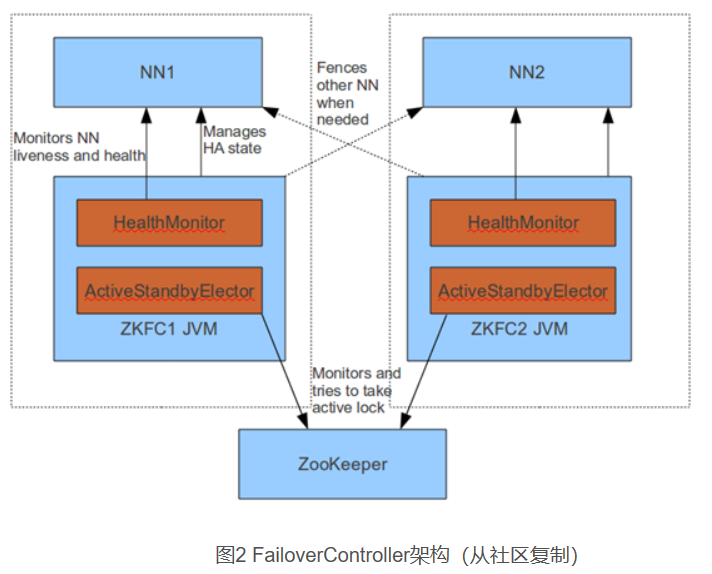 NN1
NN2
Fences
other NN
when
needed
Monitors NN
liveness and health
Manages
HA state
HealthMonitor
HealthMonitor
ActiveStandbyElector
ActiveStandbyElector
ZKFC1 JVM
ZKFC2 JVM
Monitors and
tries to take
active lock
ZooKeeper
图2 FailoverController架构（从社区复制）